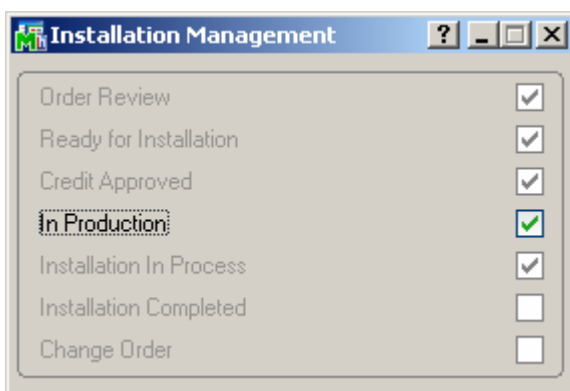 Installation Management
Order Review
Ready for Installation
Credit Approved
In Production
Installation In Process
Installation Completed
Change Order